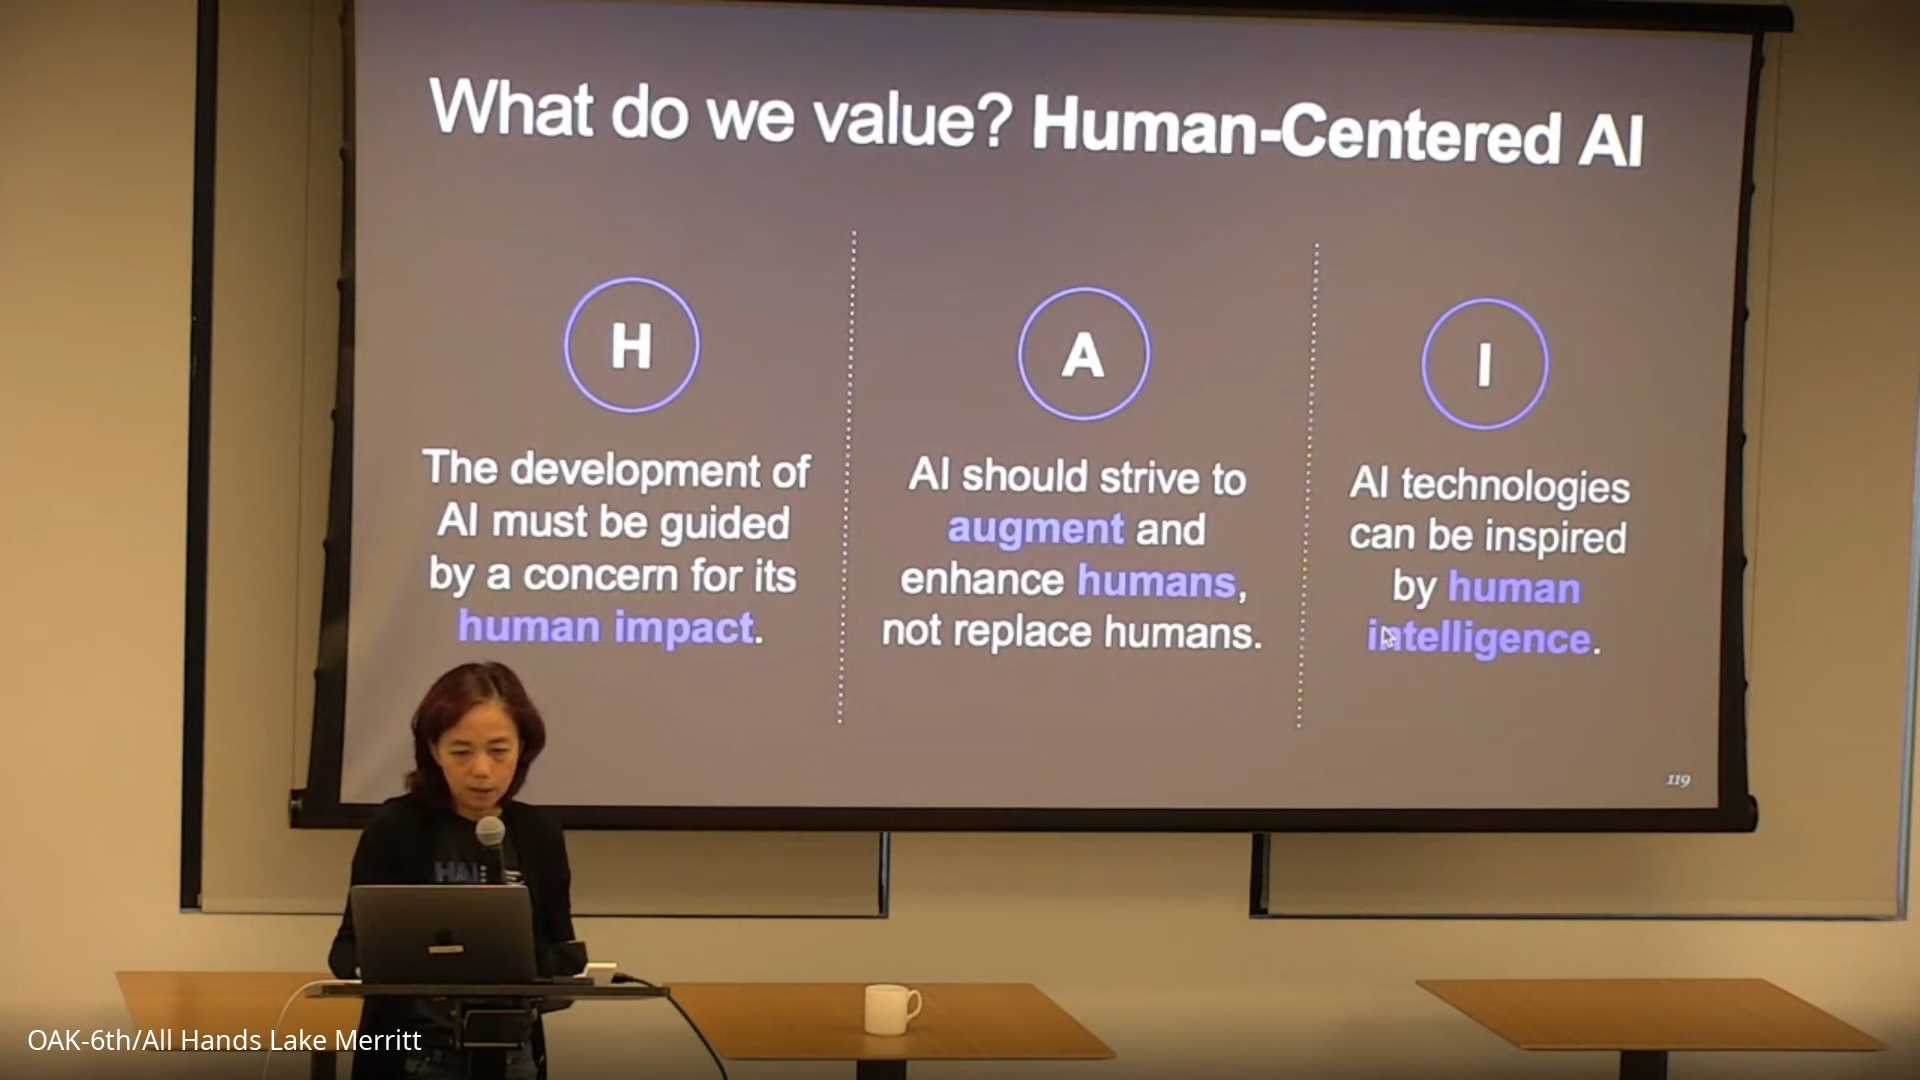 What do we value? Human-Centered AI
H
The development of
AI must be guided
by a concern for its
human impact.
A
AI should strive to
augment and
enhance humans,
not replace humans.
I
AI technologies
can be inspired
by human
intelligence.
119
HAI
OAK-6th/All Hands Lake Merritt